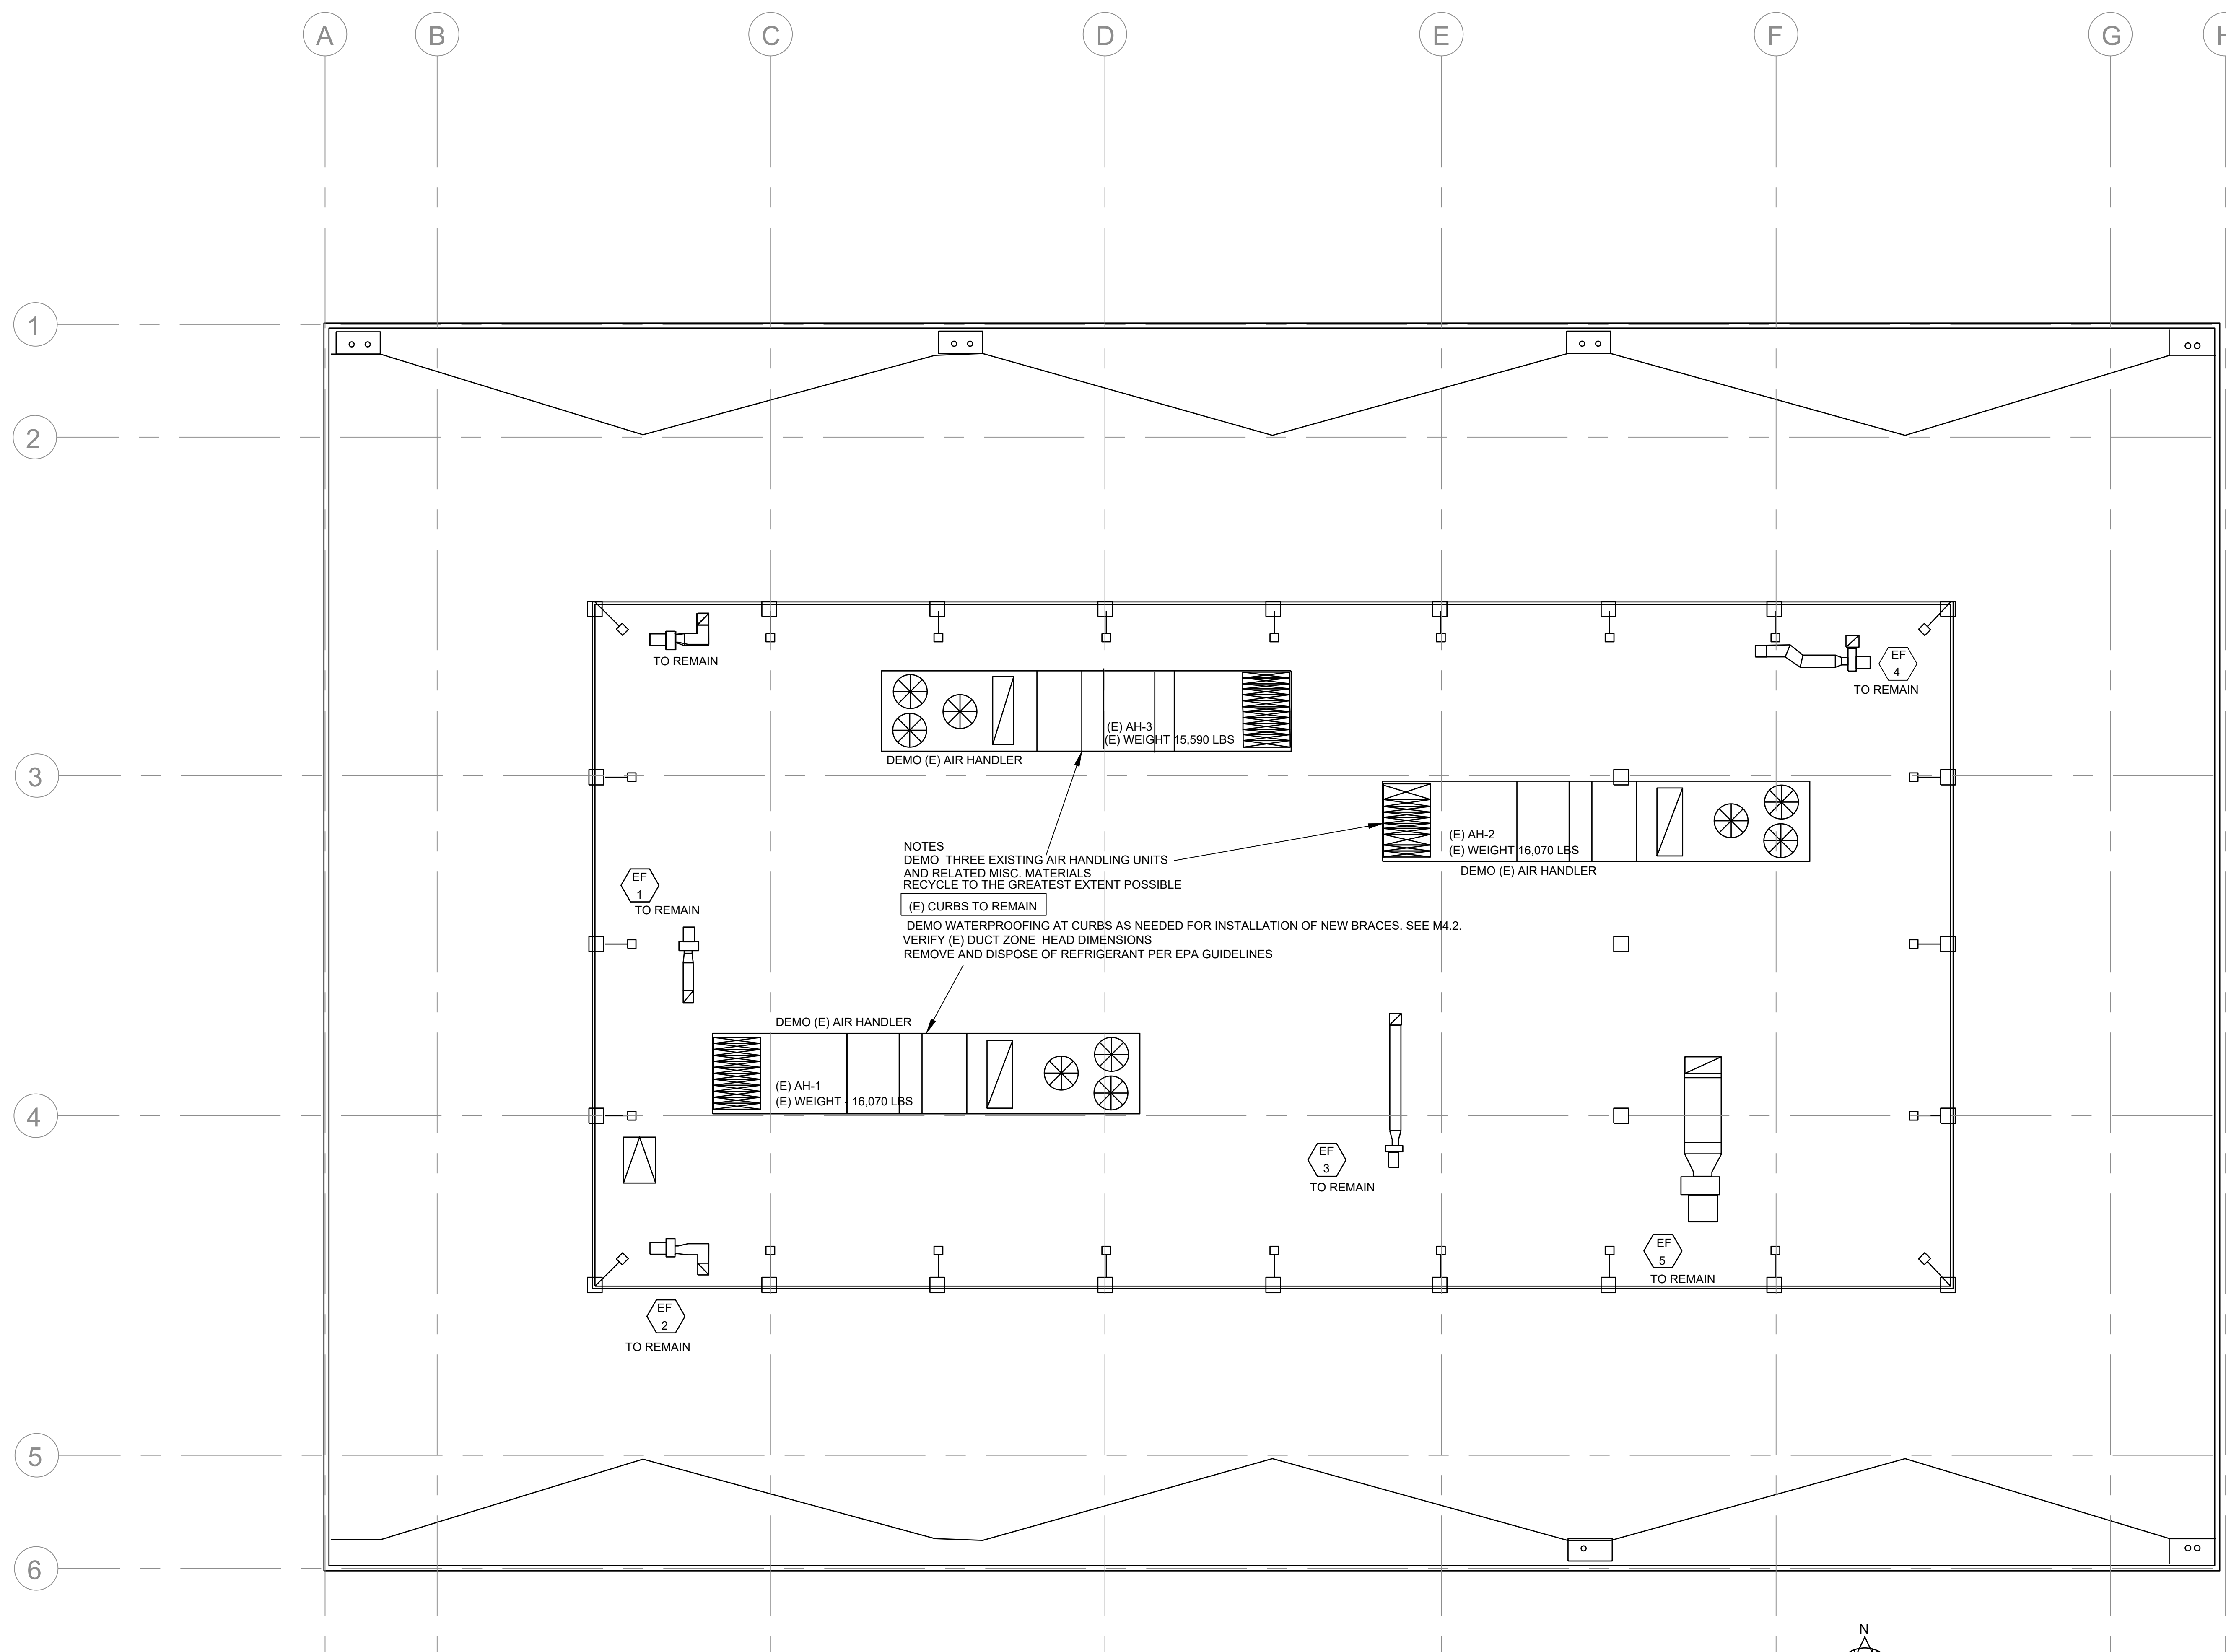 A
B
C
D
E
F
G
1
2
TO REMAIN
EF
4
TO REMAIN
(E) AH-3
(E) WEIGHT 15,590 LBS
DEMO (E) AIR HANDLER
3
(E) AH-2
(E) WEIGHT 16,070 LBS
DEMO (E) AIR HANDLER
NOTES
DEMO THREE EXISTING AIR HANDLING UNITS
AND RELATED MISC. MATERIALS
RECYCLE TO THE GREATEST EXTENT POSSIBLE
(E) CURBS TO REMAIN
DEMO WATERPROOFING AT CURBS AS NEEDED FOR INSTALLATION OF NEW BRACES. SEE M4.2.
VERIFY (E) DUCT ZONE HEAD DIMENSIONS
REMOVE AND DISPOSE OF REFRIGERANT PER EPA GUIDELINES
EF
1
TO REMAIN
DEMO (E) AIR HANDLER
(E) AH-1
(E) WEIGHT - 16,070 LBS
4
EF
3
TO REMAIN
EF
5
TO REMAIN
EF
2
TO REMAIN
5
6
N